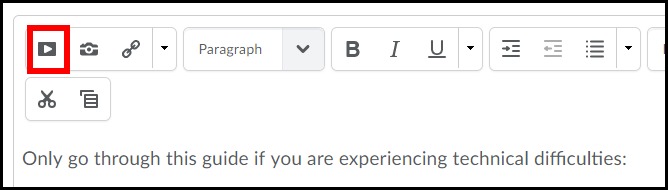 Paragraph B I U
Only go through this guide if you are experiencing technical difficulties: